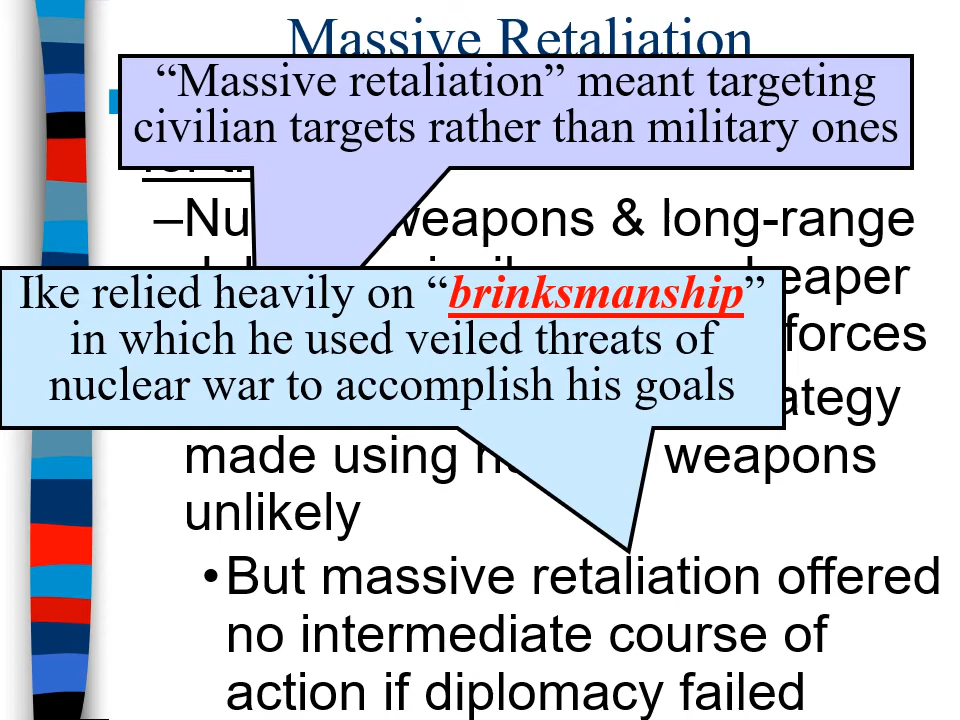 Massive Retaliation
“Massive retaliation” meant targeting
civilian targets rather than military ones
–Nu weapons & long-range
eaper
Ike relied heavily on “brinksmanship”
in which he used veiled threats of
nuclear war to accomplish his goals
forces
ategy
made using weapons
unlikely
•But massive retaliation offered
no intermediate course of
action if diplomacy failed